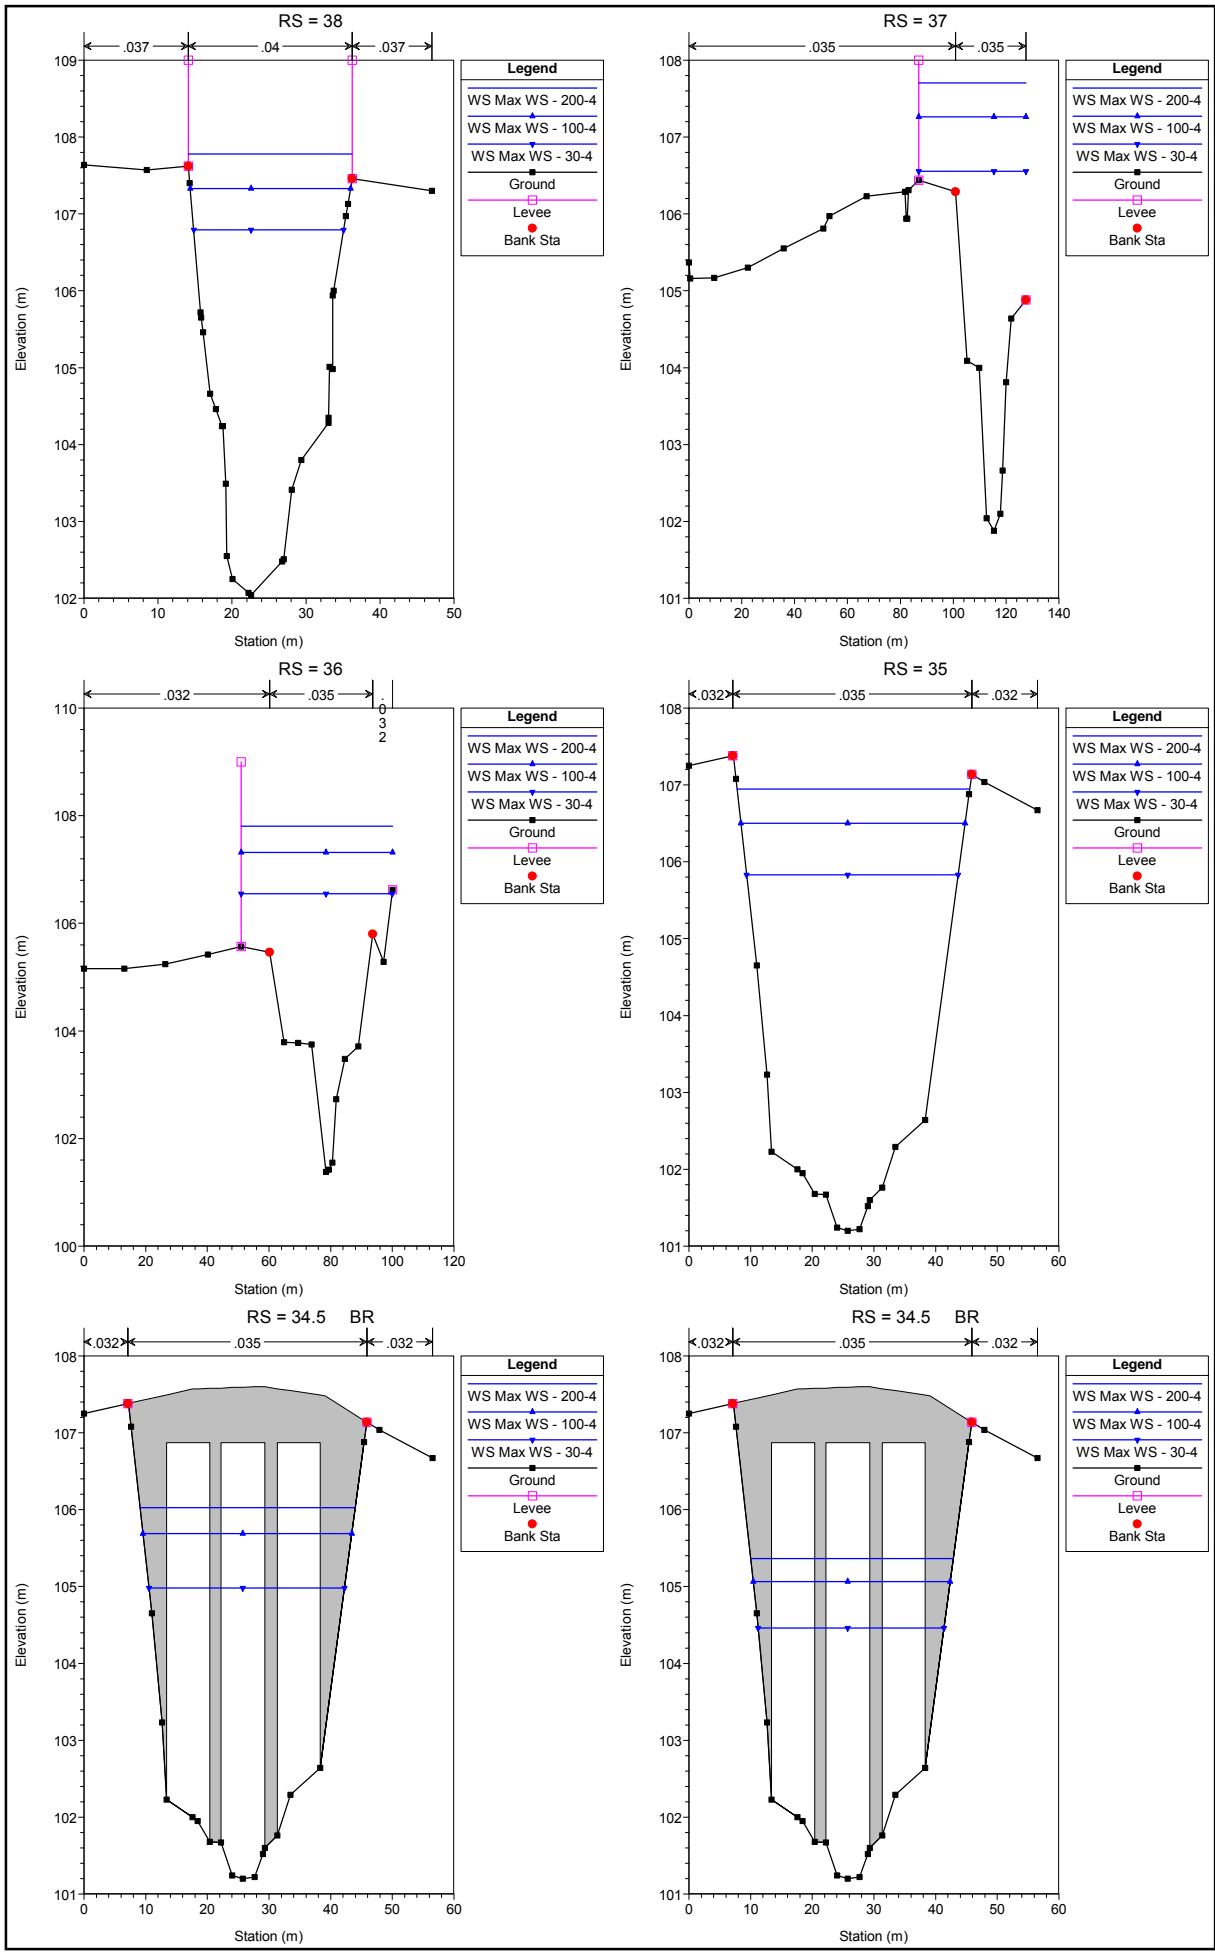 RS = 38
.037 .04 .037
109
108
107
106
105
104
103
102
0 10 20 30 40 50
Elevation (m)
Station (m)
Legend
WS Max WS - 200-4
WS Max WS - 100-4
WS Max WS - 30-4
Ground
Levee
Bank Sta
RS = 37
.035 .035
108
107
106
105
104
103
102
101
0 20 40 60 80 100 120 140
Elevation (m)
Station (m)
Legend
WS Max WS - 200-4
WS Max WS - 100-4
WS Max WS - 30-4
Ground
Levee
Bank Sta
RS = 36
.032 .035 .032
110
108
106
104
102
100
0 20 40 60 80 100 120
Elevation (m)
Station (m)
Legend
WS Max WS - 200-4
WS Max WS - 100-4
WS Max WS - 30-4
Ground
Levee
Bank Sta
RS = 35
.032 .035 .032
108
107
106
105
104
103
102
101
0 10 20 30 40 50 60
Elevation (m)
Station (m)
Legend
WS Max WS - 200-4
WS Max WS - 100-4
WS Max WS - 30-4
Ground
Levee
Bank Sta
RS = 34.5 BR
.032 .035 .032
108
107
106
105
104
103
102
101
0 10 20 30 40 50 60
Elevation (m)
Station (m)
Legend
WS Max WS - 200-4
WS Max WS - 100-4
WS Max WS - 30-4
Ground
Levee
Bank Sta
RS = 34.5 BR
.032 .035 .032
108
107
106
105
104
103
102
101
0 10 20 30 40 50 60
Elevation (m)
Station (m)
Legend
WS Max WS - 200-4
WS Max WS - 100-4
WS Max WS - 30-4
Ground
Levee
Bank Sta